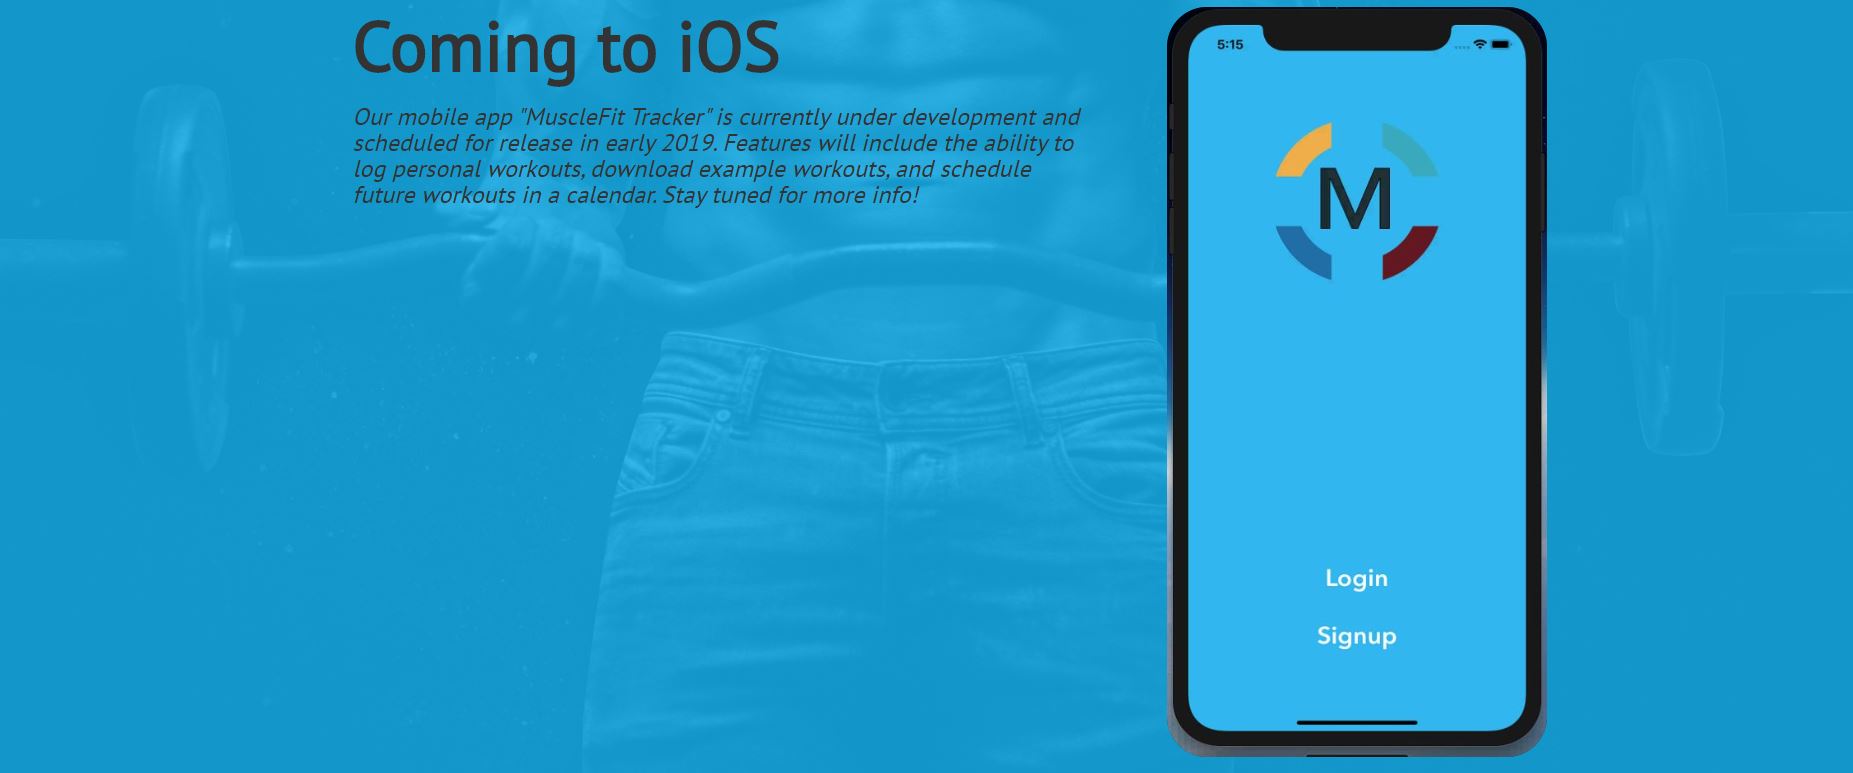 Coming to iOS
Our mobile app "MuscleFit Tracker" is currently under development and
scheduled for release in early 2019. Features will include the ability to
log personal workouts, download example workouts, and schedule
future workouts in a calendar. Stay tuned for more info!
5:15
M
Login
Signup